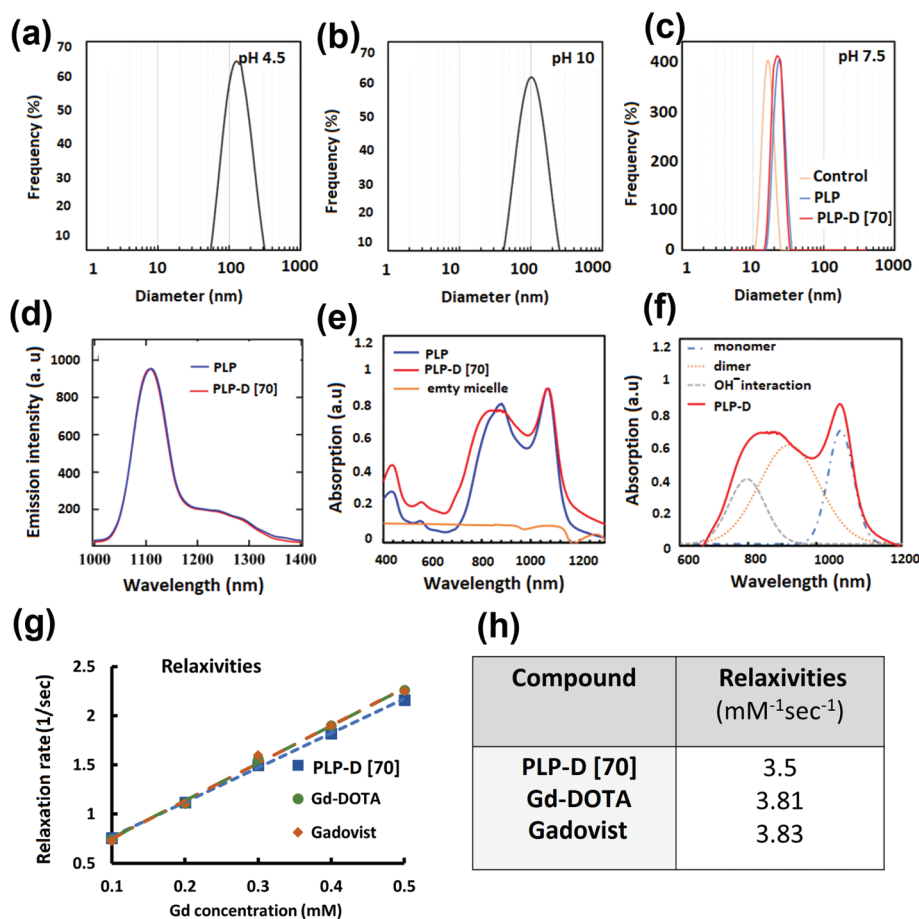 (a)
70
60
50
40
30
20
10
Frequency (%)
pH 4.5
1 10 100 1000
Diameter (nm)
(b)
70
60
50
40
30
20
10
Frequency (%)
pH 10
1 10 100 1000
Diameter (nm)
(c)
400
300
200
100
0
Frequency (%)
pH 7.5
Control
PLP
PLP-D [70]
1 10 100 1000
Diameter (nm)
(d)
1000
800
600
400
200
Emission intensity (a. u)
PLP
PLP-D [70]
1000 1100 1200 1300 1400
Wavelength (nm)
(e)
1.2
1
0.8
0.6
0.4
0.2
0
Absorption (a.u)
PLP
PLP-D [70]
emty micelle
400 600 800 1000
Wavelength (nm)
(f)
1.2
1
0.8
0.6
0.4
0.2
0
Absorption (a.u)
monomer
dimer
OH⁻interaction
PLP-D
600 800 1000 1200
Wavelength (nm)
(g)
Relaxivities
2.5
2
1.5
1
0.5
Relaxation rate (1/sec)
PLP-D [70]
Gd-DOTA
Gadovist
0.1 0.2 0.3 0.4 0.5
Gd concentration (mM)
(h)
Compound Relaxivities
(mM⁻¹sec⁻¹)
PLP-D [70] 3.5
Gd-DOTA 3.81
Gadovist 3.83